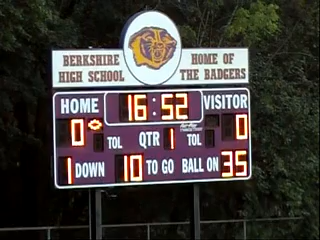 BERKSHIRE
HIGH SCHOOL
HOME OF
THE BADGERS
HOME 16:52 VISITOR
0 TOL QTR 1 TOL 0
1 DOWN 10 TO GO BALL ON 35